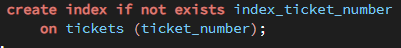 create index if not exists index_ticket_number
    on tickets (ticket_number);